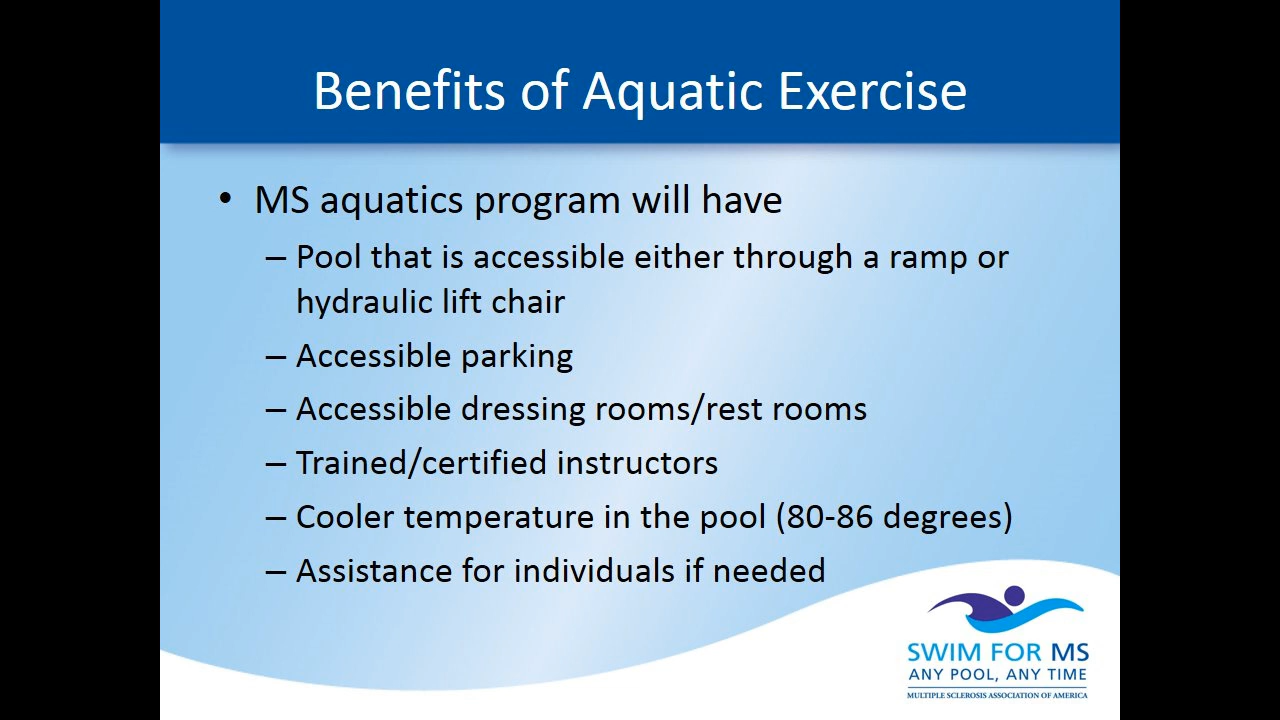 Benefits of Aquatic Exercise
• MS aquatics program will have
– Pool that is accessible either through a ramp or
hydraulic lift chair
– Accessible parking
– Accessible dressing rooms/rest rooms
– Trained/certified instructors
– Cooler temperature in the pool (80-86 degrees)
– Assistance for individuals if needed
SWIM FOR MS
ANY POOL, ANY TIME
MULTIPLE SCLEROSIS ASSOCIATION OF AMERICA